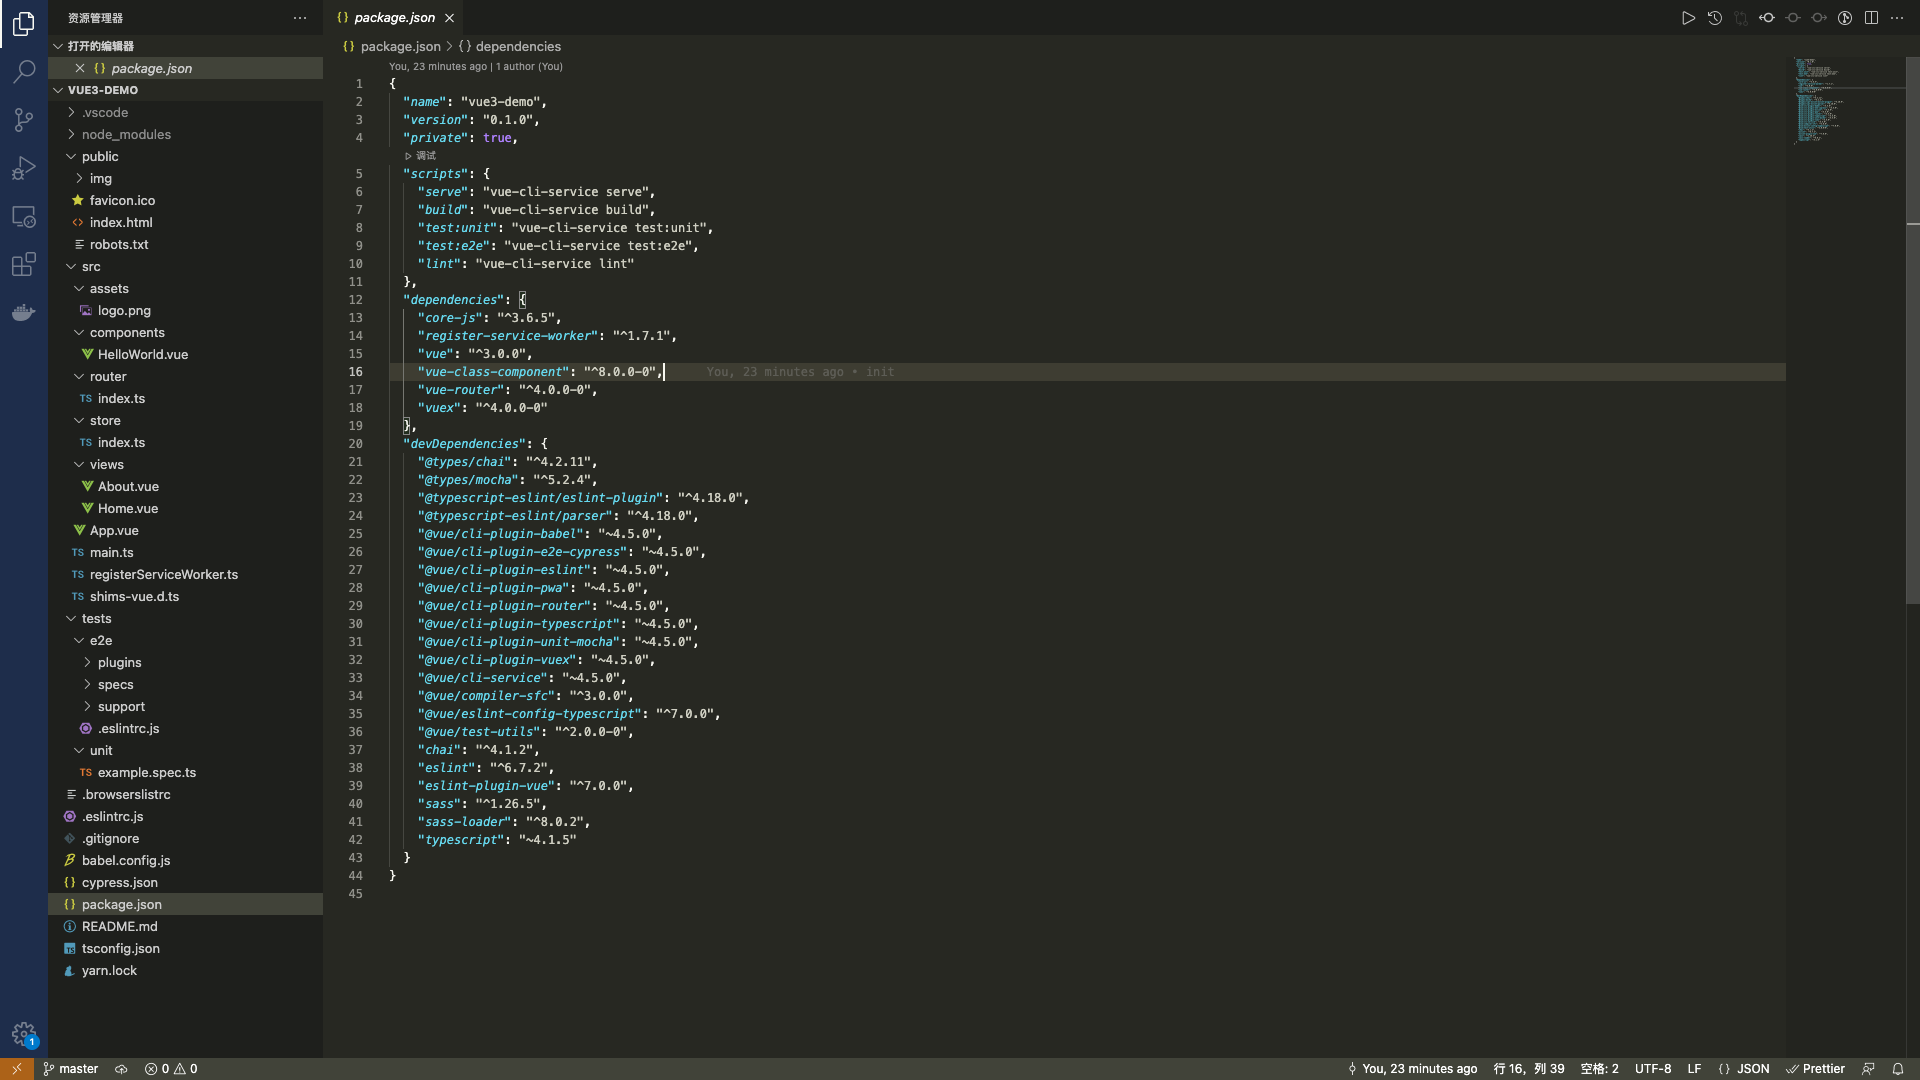 资源管理器
打开的编辑器
package.json
VUE3-DEMO
.vscode
node_modules
public
img
favicon.ico
index.html
robots.txt
src
assets
logo.png
components
HelloWorld.vue
router
TS index.ts
store
TS index.ts
views
About.vue
Home.vue
App.vue
TS main.ts
TS registerServiceWorker.ts
TS shims-vue.d.ts
tests
e2e
plugins
specs
support
.eslintrc.js
unit
TS example.spec.ts
.browserslistrc
.eslintrc.js
.gitignore
babel.config.js
{} cypress.json
{} package.json
README.md
tsconfig.json
yarn.lock
{} package.json
{} package.json > {} dependencies
You, 23 minutes ago | 1 author (You)
1 {
2 "name": "vue3-demo",
3 "version": "0.1.0",
4 "private": true,
调试
5 "scripts": {
6 "serve": "vue-cli-service serve",
7 "build": "vue-cli-service build",
8 "test:unit": "vue-cli-service test:unit",
9 "test:e2e": "vue-cli-service test:e2e",
10 "lint": "vue-cli-service lint"
11 },
12 "dependencies": {
13 "core-js": "^3.6.5",
14 "register-service-worker": "^1.7.1",
15 "vue": "^3.0.0",
16 "vue-class-component": "^8.0.0-0", You, 23 minutes ago • init
17 "vue-router": "^4.0.0-0",
18 "vuex": "^4.0.0-0"
19 },
20 "devDependencies": {
21 "@types/chai": "^4.2.11",
22 "@types/mocha": "^5.2.4",
23 "@typescript-eslint/eslint-plugin": "^4.18.0",
24 "@typescript-eslint/parser": "^4.18.0",
25 "@vue/cli-plugin-babel": "~4.5.0",
26 "@vue/cli-plugin-e2e-cypress": "~4.5.0",
27 "@vue/cli-plugin-eslint": "~4.5.0",
28 "@vue/cli-plugin-pwa": "~4.5.0",
29 "@vue/cli-plugin-router": "~4.5.0",
30 "@vue/cli-plugin-typescript": "~4.5.0",
31 "@vue/cli-plugin-unit-mocha": "~4.5.0",
32 "@vue/cli-plugin-vuex": "~4.5.0",
33 "@vue/cli-service": "~4.5.0",
34 "@vue/compiler-sfc": "^3.0.0",
35 "@vue/eslint-config-typescript": "^7.0.0",
36 "@vue/test-utils": "^2.0.0-0",
37 "chai": "^4.1.2",
38 "eslint": "^6.7.2",
39 "eslint-plugin-vue": "^7.0.0",
40 "sass": "^1.26.5",
41 "sass-loader": "^8.0.2",
42 "typescript": "~4.1.5"
43 }
44 }
45
1
master 0 0 You, 23 minutes ago 行 16，列 39 空格: 2 UTF-8 LF {} JSON Prettier